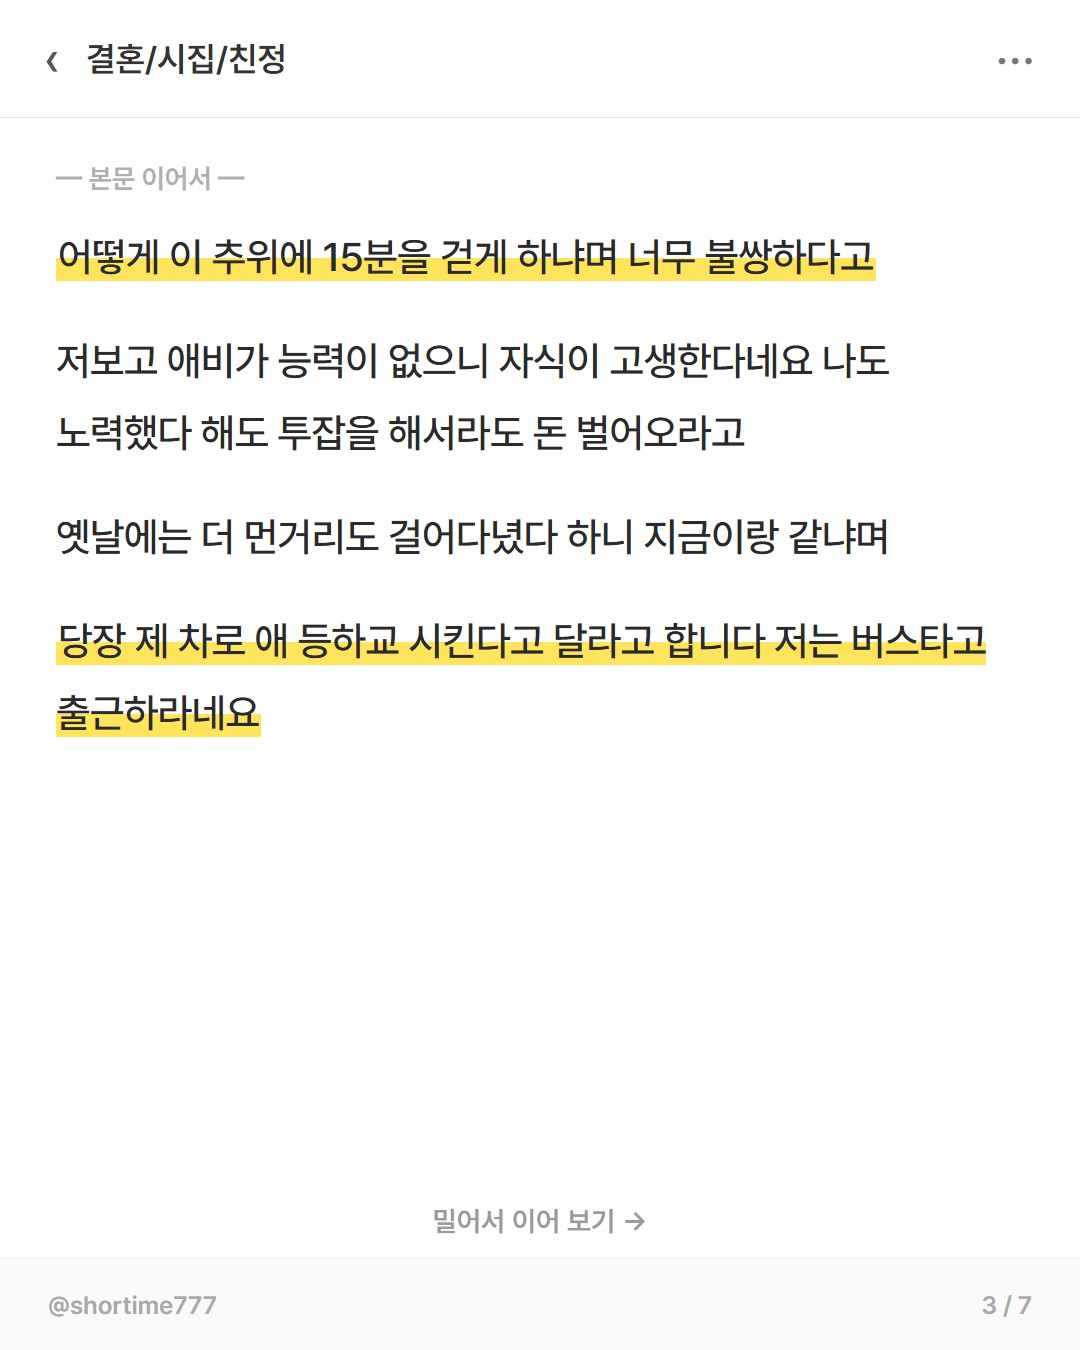 ‹ 결혼/시집/친정 •••
— 본문 이어서 —
어떻게 이 추위에 15분을 걷게 하냐며 너무 불쌍하다고
저보고 애비가 능력이 없으니 자식이 고생한다네요 나도
노력했다 해도 투잡을 해서라도 돈 벌어오라고
옛날에는 더 먼거리도 걸어다녔다 하니 지금이랑 같냐며
당장 제 차로 애 등하교 시킨다고 달라고 합니다 저는 버스타고
출근하라네요
밀어서 이어 보기 →
@shortime777 3 / 7